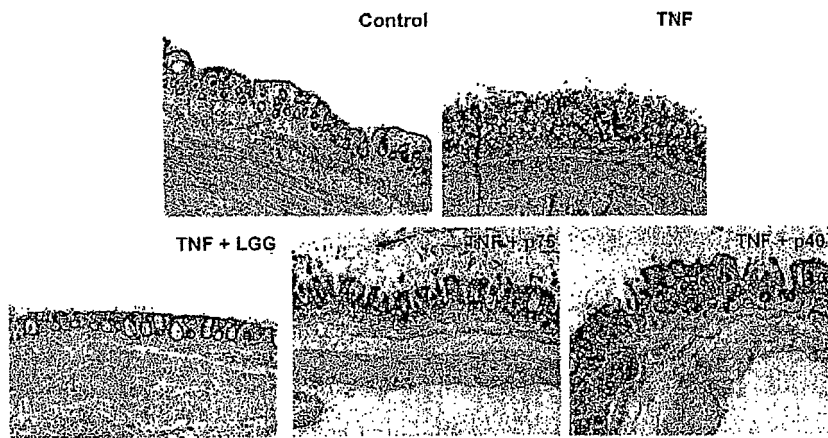 Control
TNF
TNF + LGG
TNF + p75
TNF + p40